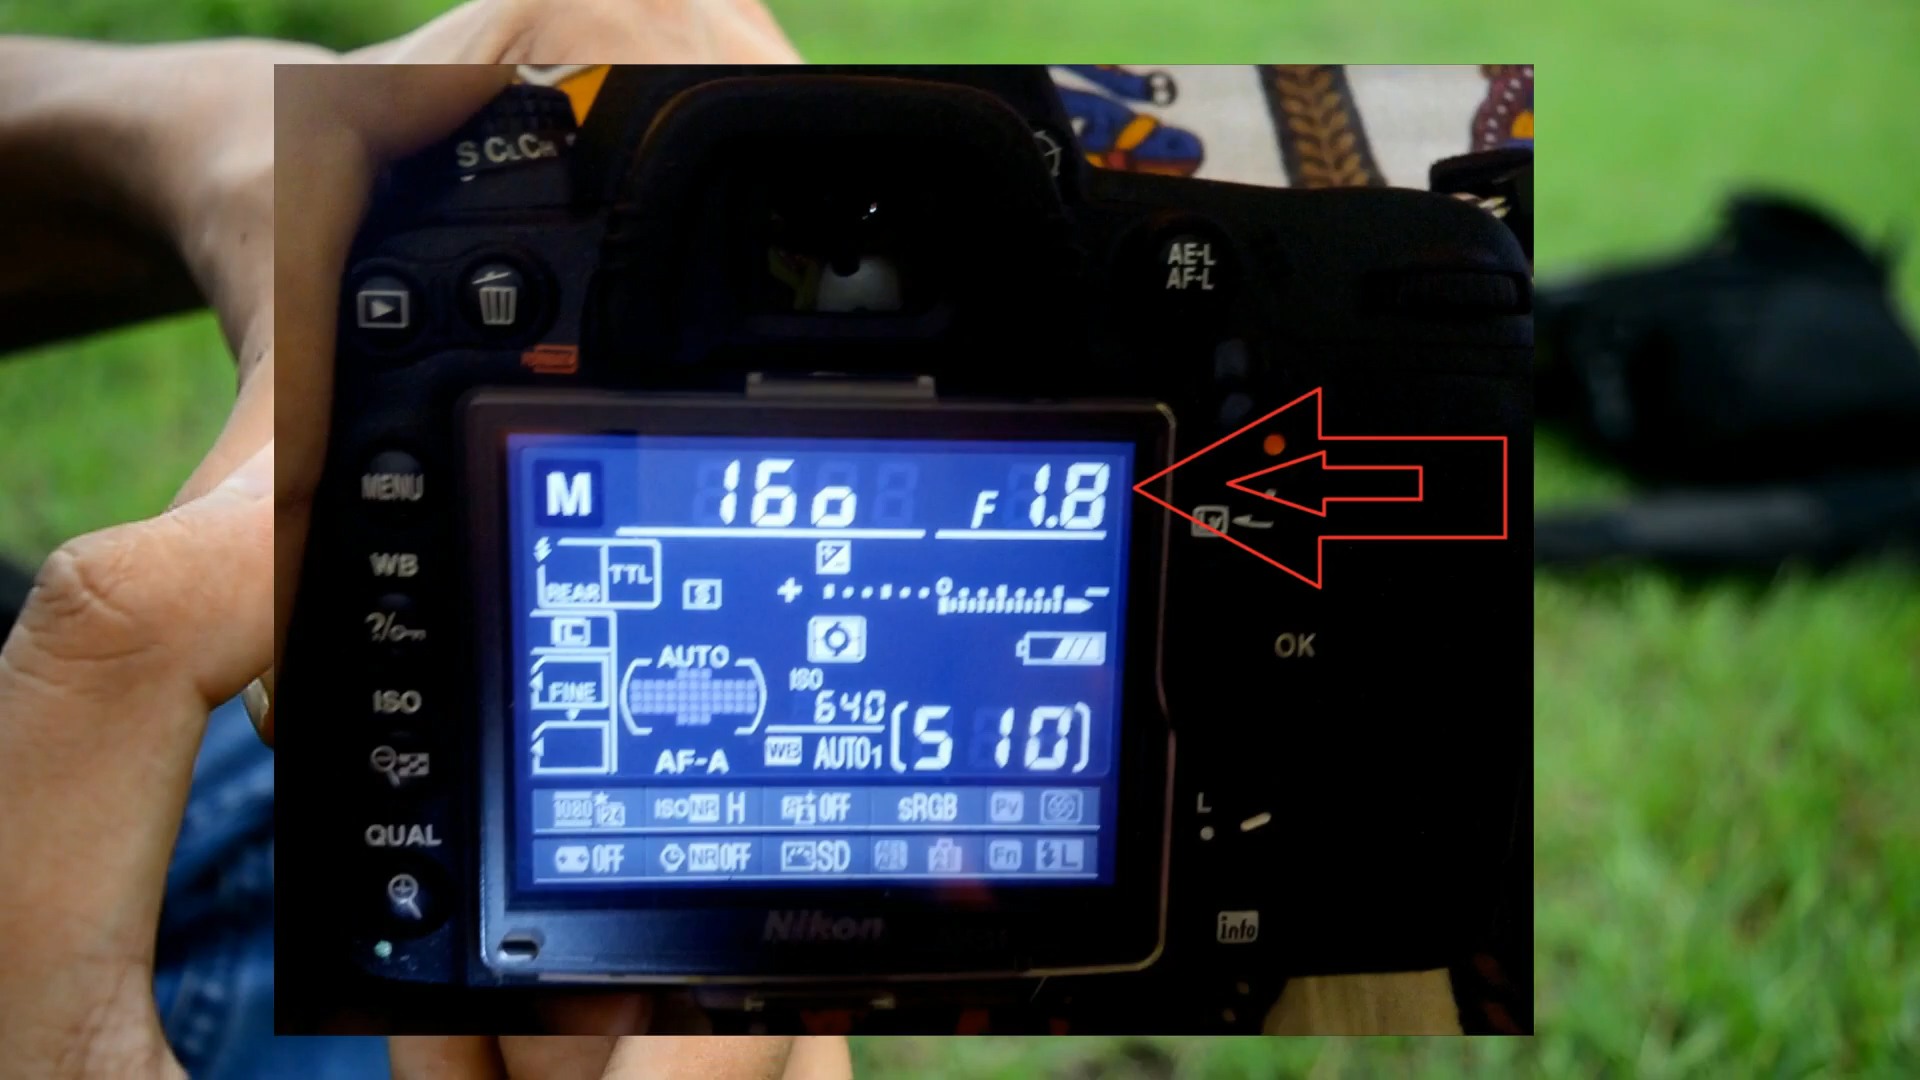 S CL CH
AE-L
AF-L
MENU
WB
?/
ISO
QUAL
M 160 F 1.8
REAR TTL
S
AUTO
FINE
ISO
640
AF-A
WB AUTO1 [S 10]
1080 24 ISO NR H OFF sRGB Pv
OFF NR OFF SD Fn L
Nikon
Lv
OK
L
info